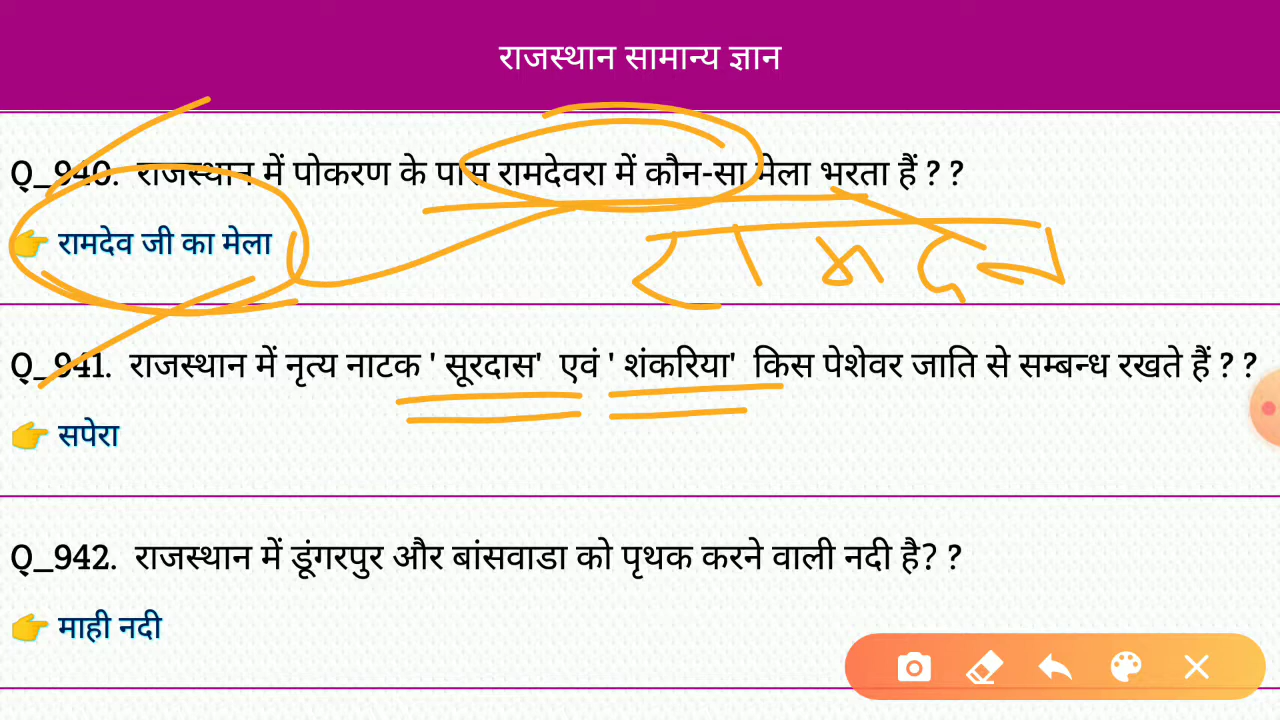 राजस्थान सामान्य ज्ञान
Q_940. राजस्थान में पोकरण के पास रामदेवरा में कौन-सा मेला भरता हैं ? ?
👉 रामदेव जी का मेला
रामदे
Q_941. राजस्थान में नृत्य नाटक ' सूरदास' एवं ' शंकरिया' किस पेशेवर जाति से सम्बन्ध रखते हैं ? ?
👉 सपेरा
Q_942. राजस्थान में डूंगरपुर और बांसवाडा को पृथक करने वाली नदी है? ?
👉 माही नदी